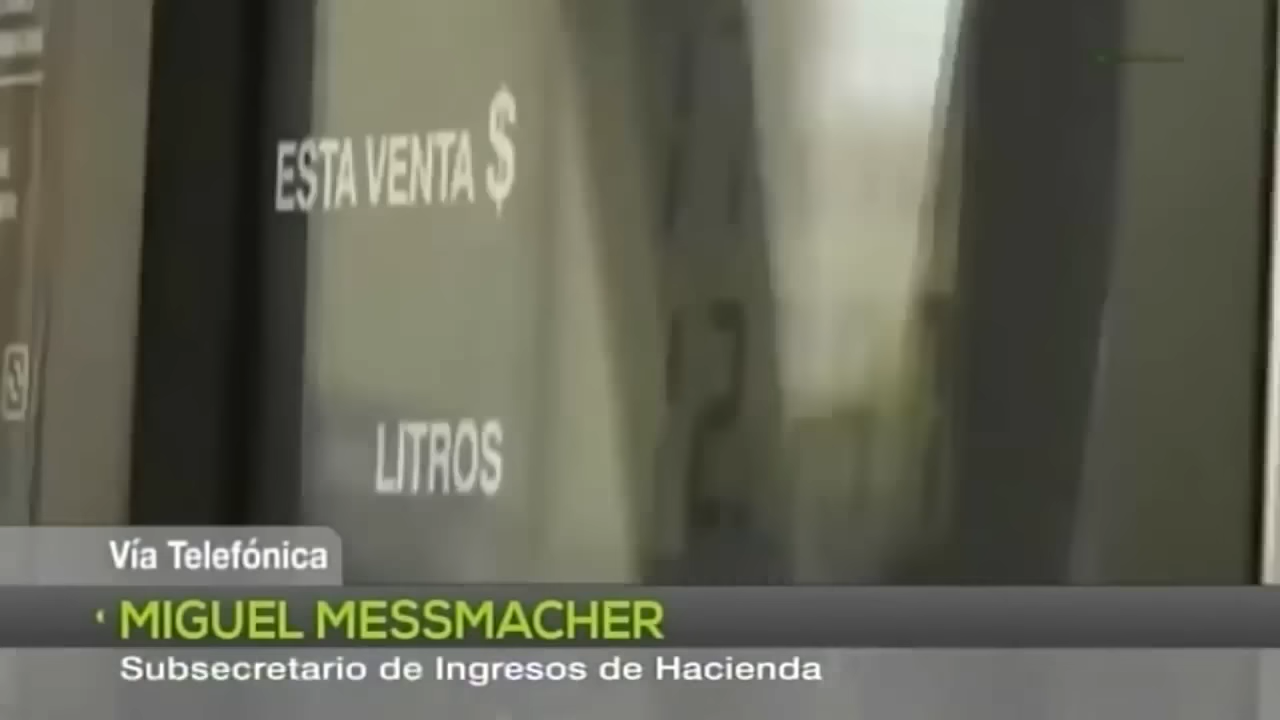 ESTA VENTA $
LITROS
Vía Telefónica
MIGUEL MESSMACHER
Subsecretario de Ingresos de Hacienda